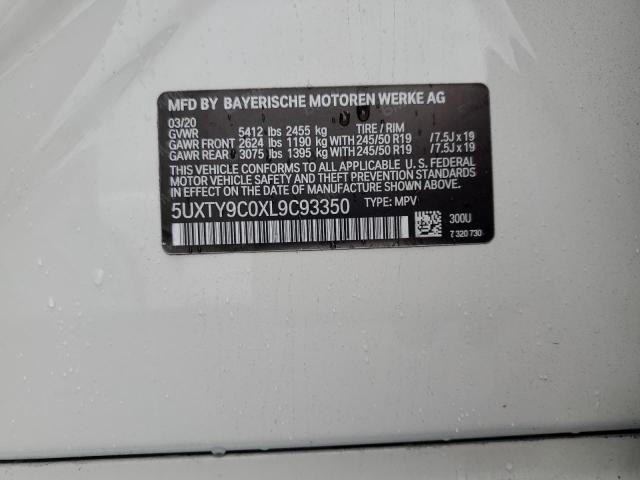 MFD BY BAYERISCHE MOTOREN WERKE AG
03/20
GVWR 5412 lbs 2455 kg TIRE / RIM
GAWR FRONT 2624 lbs 1190 kg WITH 245/50 R19 /7.5J x 19
GAWR REAR 3075 lbs 1395 kg WITH 245/50 R19 /7.5J x 19
THIS VEHICLE CONFORMS TO ALL APPLICABLE U. S. FEDERAL
MOTOR VEHICLE SAFETY, BUMPER, AND THEFT PREVENTION
STANDARDS IN EFFECT ON THE DATE OF MANUFACTURE SHOWN ABOVE.
5UXTY9C0XL9C93350 TYPE: MPV
300U
7 320 730